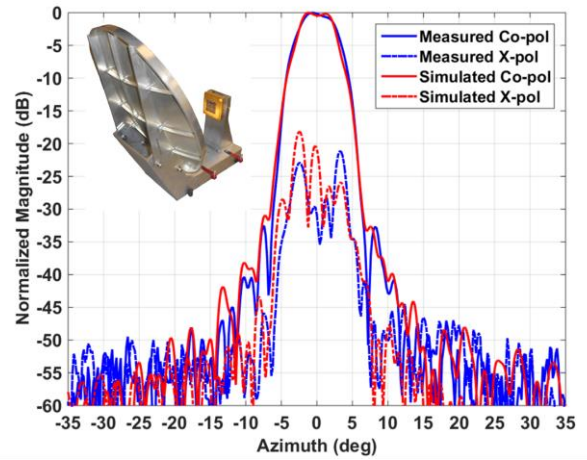 0
-5
-10
-15
-20
-25
-30
-35
-40
-45
-50
-55
-60
Normalized Magnitude (dB)
Measured Co-pol
Measured X-pol
Simulated Co-pol
Simulated X-pol
-35 -30 -25 -20 -15 -10 -5 0 5 10 15 20 25 30 35
Azimuth (deg)